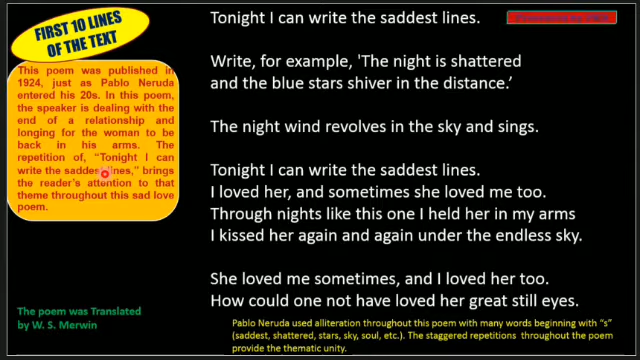 FIRST 10 LINES
OF THE TEXT
This poem was published in
1924, just as Pablo Neruda
entered his 20s. In this poem,
the speaker is dealing with the
end of a relationship and
longing for the woman to be
back in his arms. The
repetition of, “Tonight I can
write the saddest lines,” brings
the reader's attention to that
theme throughout this sad love
poem.
The poem was Translated
by W. S. Merwin
Tonight I can write the saddest lines.
Write, for example, 'The night is shattered
and the blue stars shiver in the distance.’
The night wind revolves in the sky and sings.
Tonight I can write the saddest lines.
I loved her, and sometimes she loved me too.
Through nights like this one I held her in my arms
I kissed her again and again under the endless sky.
She loved me sometimes, and I loved her too.
How could one not have loved her great still eyes.
Pablo Neruda used alliteration throughout this poem with many words beginning with “s”
(saddest, shattered, stars, sky, soul, etc.). The staggered repetitions throughout the poem
provide the thematic unity.